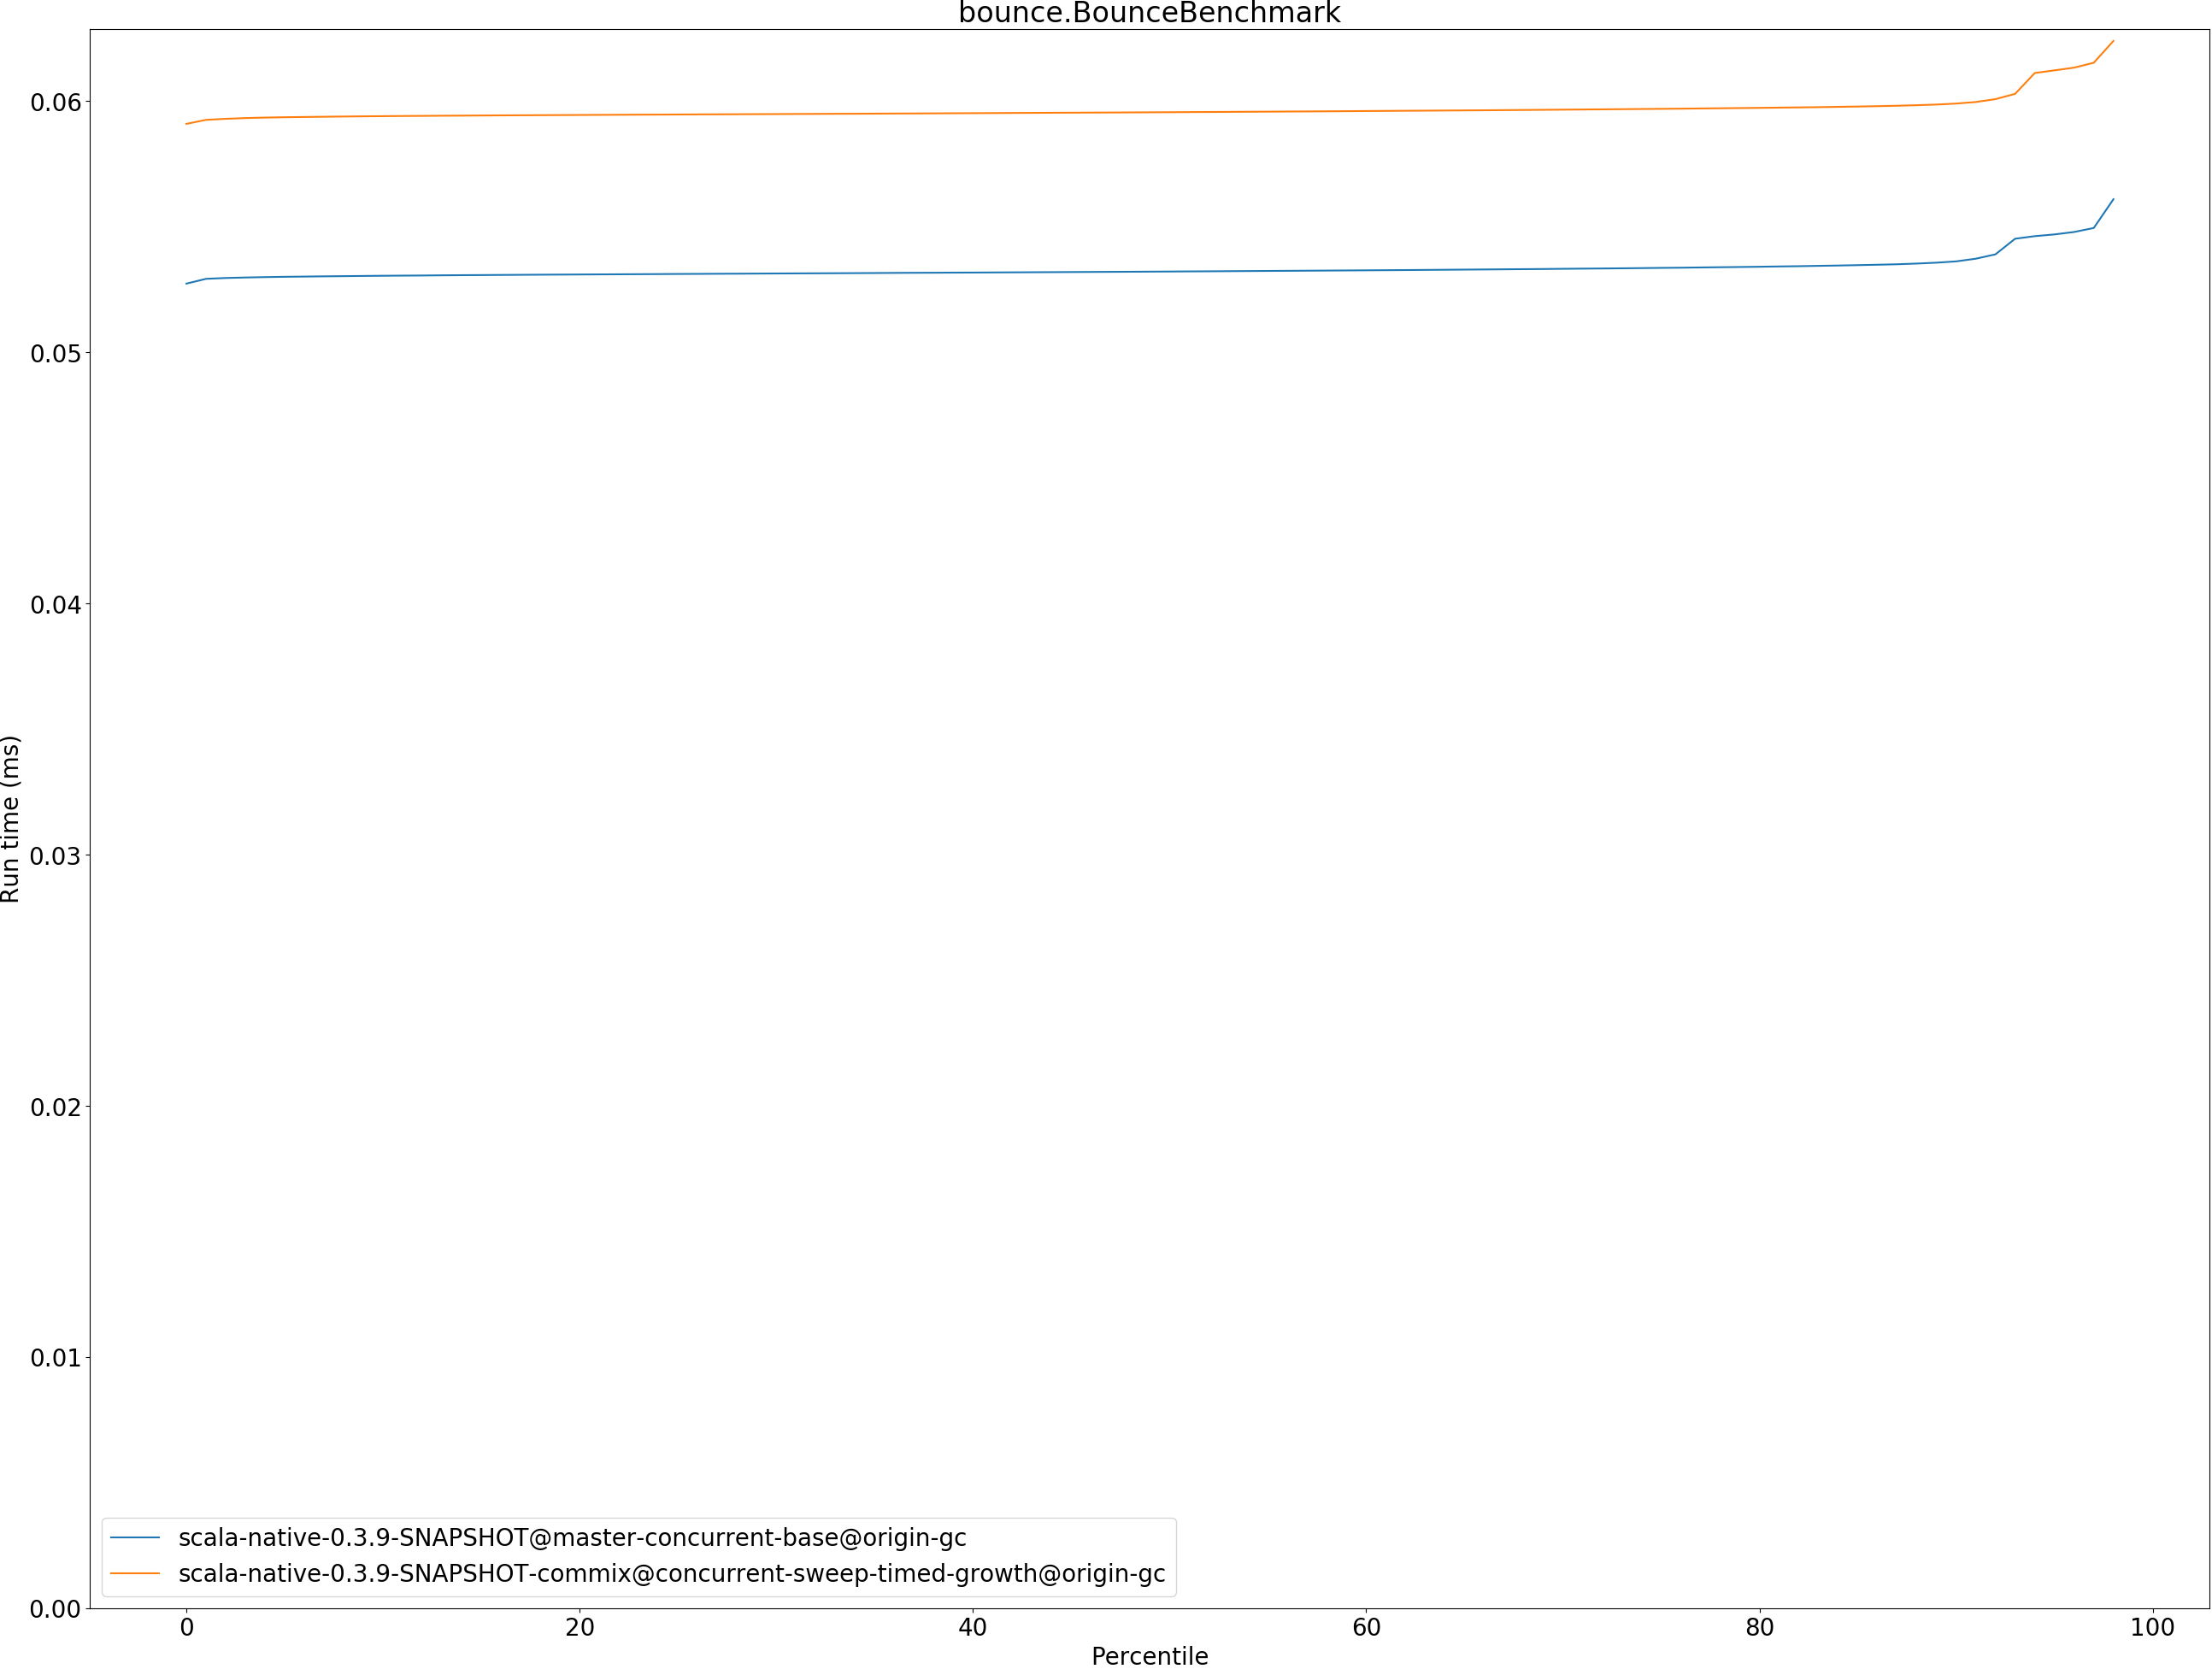 bounce.BounceBenchmark
0.06
0.05
0.04
0.03
0.02
0.01
0.00
Run time (ms)
scala-native-0.3.9-SNAPSHOT@master-concurrent-base@origin-gc
scala-native-0.3.9-SNAPSHOT-commix@concurrent-sweep-timed-growth@origin-gc
0 20 40 60 80 100
Percentile